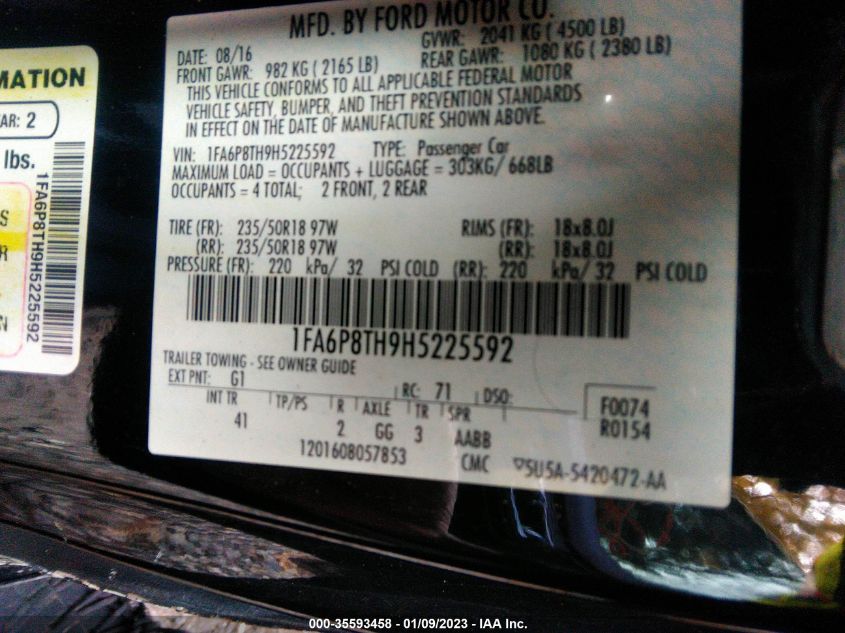 MFD. BY FORD MOTOR CO.
DATE: 08/16 GVWR: 2041 KG ( 4500 LB)
FRONT GAWR: 982 KG ( 2165 LB) REAR GAWR: 1080 KG ( 2380 LB)
THIS VEHICLE CONFORMS TO ALL APPLICABLE FEDERAL MOTOR
VEHICLE SAFETY, BUMPER, AND THEFT PREVENTION STANDARDS
IN EFFECT ON THE DATE OF MANUFACTURE SHOWN ABOVE.
VIN: 1FA6P8TH9H5225592 TYPE: Passenger Car
MAXIMUM LOAD = OCCUPANTS + LUGGAGE = 303KG/ 668LB
OCCUPANTS = 4 TOTAL; 2 FRONT, 2 REAR
TIRE (FR): 235/50R18 97W RIMS (FR): 18x8.0J
(RR): 235/50R18 97W (RR): 18x8.0J
PRESSURE (FR): 220 kPa/ 32 PSI COLD (RR): 220 kPa/ 32 PSI COLD
1FA6P8TH9H5225592
TRAILER TOWING - SEE OWNER GUIDE
EXT PNT: G1 RC: 71 DSO:
INT TR TP/PS R AXLE TR SPR
41 2 GG 3 AABB
F0074
R0154
1201608057853 CMC 5U5A-5420472-AA
MATION
AR: 2
lbs.
1FA6P8TH9H5225592
S
R
N
000-35593458 - 01/09/2023 - IAA Inc.